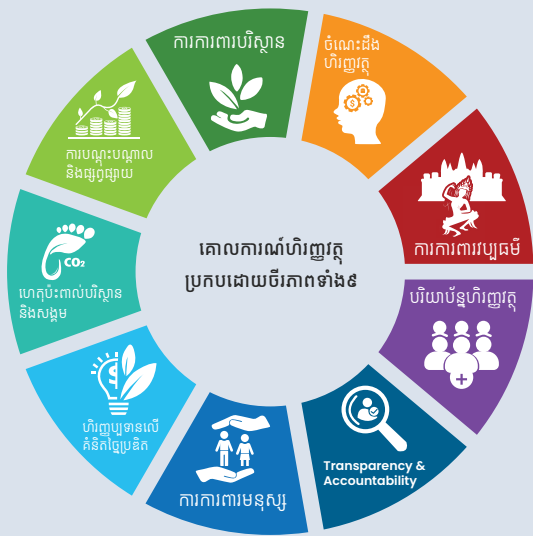 ការការពារបរិស្ថាន
ចំណេះដឹង
ហិរញ្ញវត្ថុ
ការការពារវប្បធម៌
បរិយាប័ន្នហិរញ្ញវត្ថុ
Transparency &
Accountability
ការការពារមនុស្ស
ហិរញ្ញប្បទានលើ
គំនិតច្នៃប្រឌិត
CO₂
ហេតុប៉ះពាល់បរិស្ថាន
និងសង្គម
ការបណ្តុះបណ្តាល
និងផ្សព្វផ្សាយ
គោលការណ៍ហិរញ្ញវត្ថុ
ប្រកបដោយចីរភាពទាំង៩